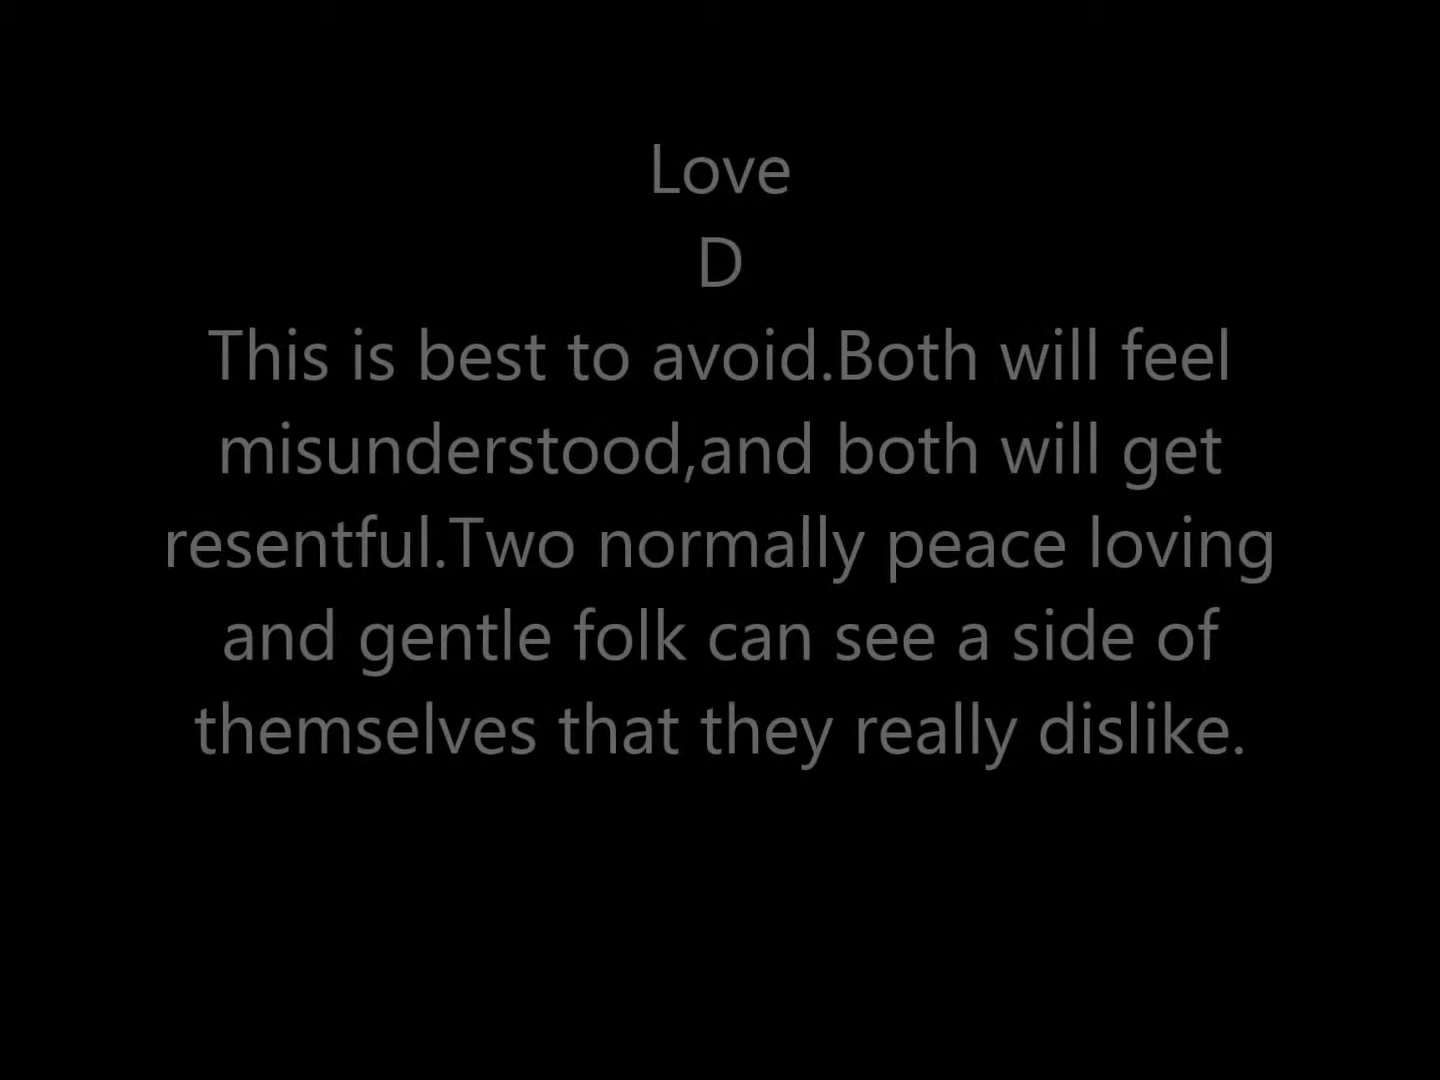 Love
D
This is best to avoid.Both will feel
misunderstood,and both will get
resentful.Two normally peace loving
and gentle folk can see a side of
themselves that they really dislike.